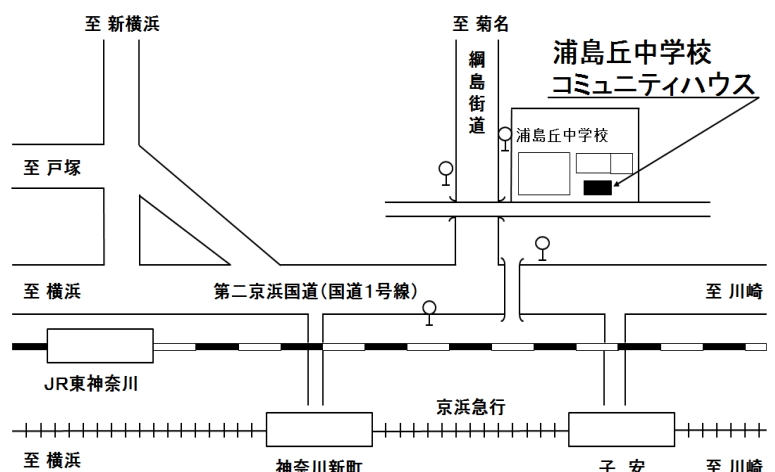 至 新横浜
至 菊名
浦島丘中学校
コミュニティハウス
綱島街道
浦島丘中学校
至 戸塚
至 横浜
第二京浜国道(国道1号線)
至 川崎
JR東神奈川
京浜急行
至 横浜
神奈川新町
子 安
至 川崎